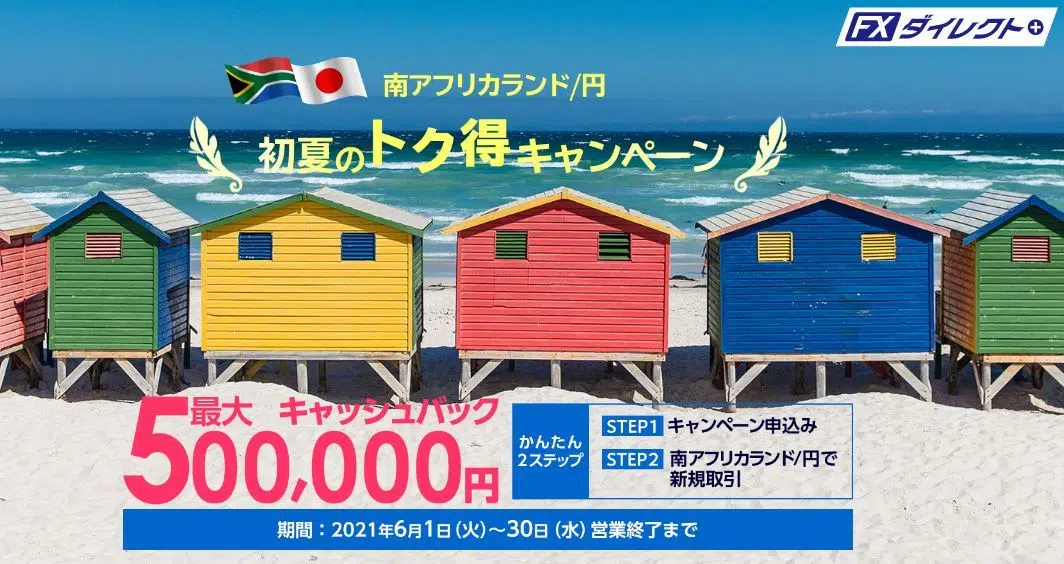 FXダイレクト+
南アフリカランド/円
初夏のトク得キャンペーン
最大 キャッシュバック
500,000円
かんたん
2ステップ
STEP1 キャンペーン申込み
STEP2 南アフリカランド/円で
新規取引
期間：2021年6月1日（火）～30日（水）営業終了まで